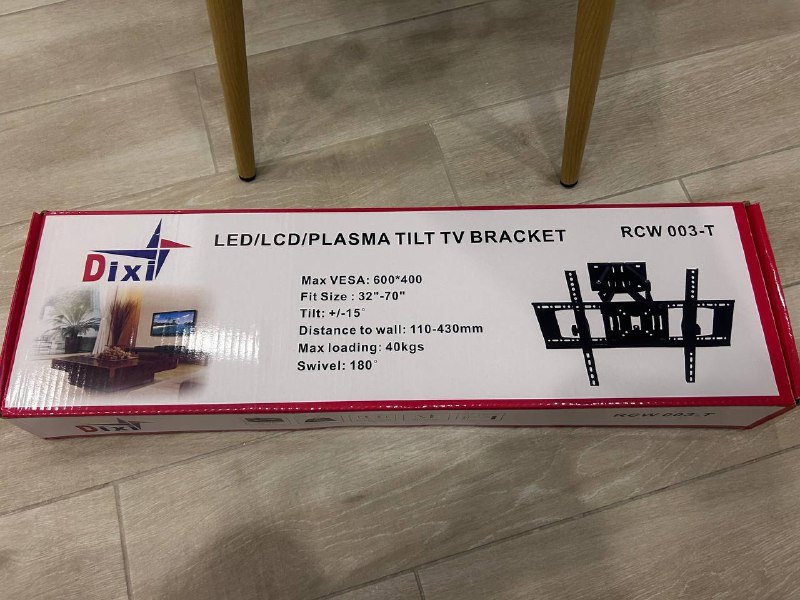 Dixi
LED/LCD/PLASMA TILT TV BRACKET
RCW 003-T
Max VESA: 600*400
Fit Size : 32"-70"
Tilt: +/-15°
Distance to wall: 110-430mm
Max loading: 40kgs
Swivel: 180°
Dixi
RCW 003-T